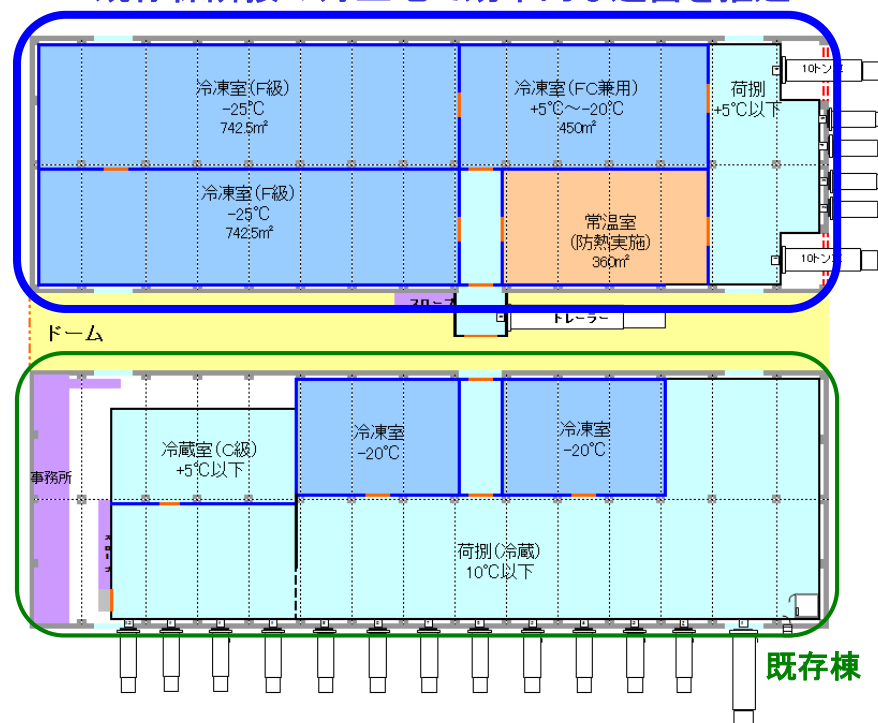 冷凍室(F級)
-25℃
742.5㎡
冷凍室(FC兼用)
+5℃～-20℃
450㎡
荷捌
+5℃以下
10トン
冷凍室(F級)
-25℃
742.5㎡
常温室
(防熱実施)
360㎡
10トン
スロープ
トレーラー
ドーム
冷蔵室(C級)
+5℃以下
冷凍室
-20℃
冷凍室
-20℃
事務所
荷捌(冷蔵)
10℃以下
既存棟